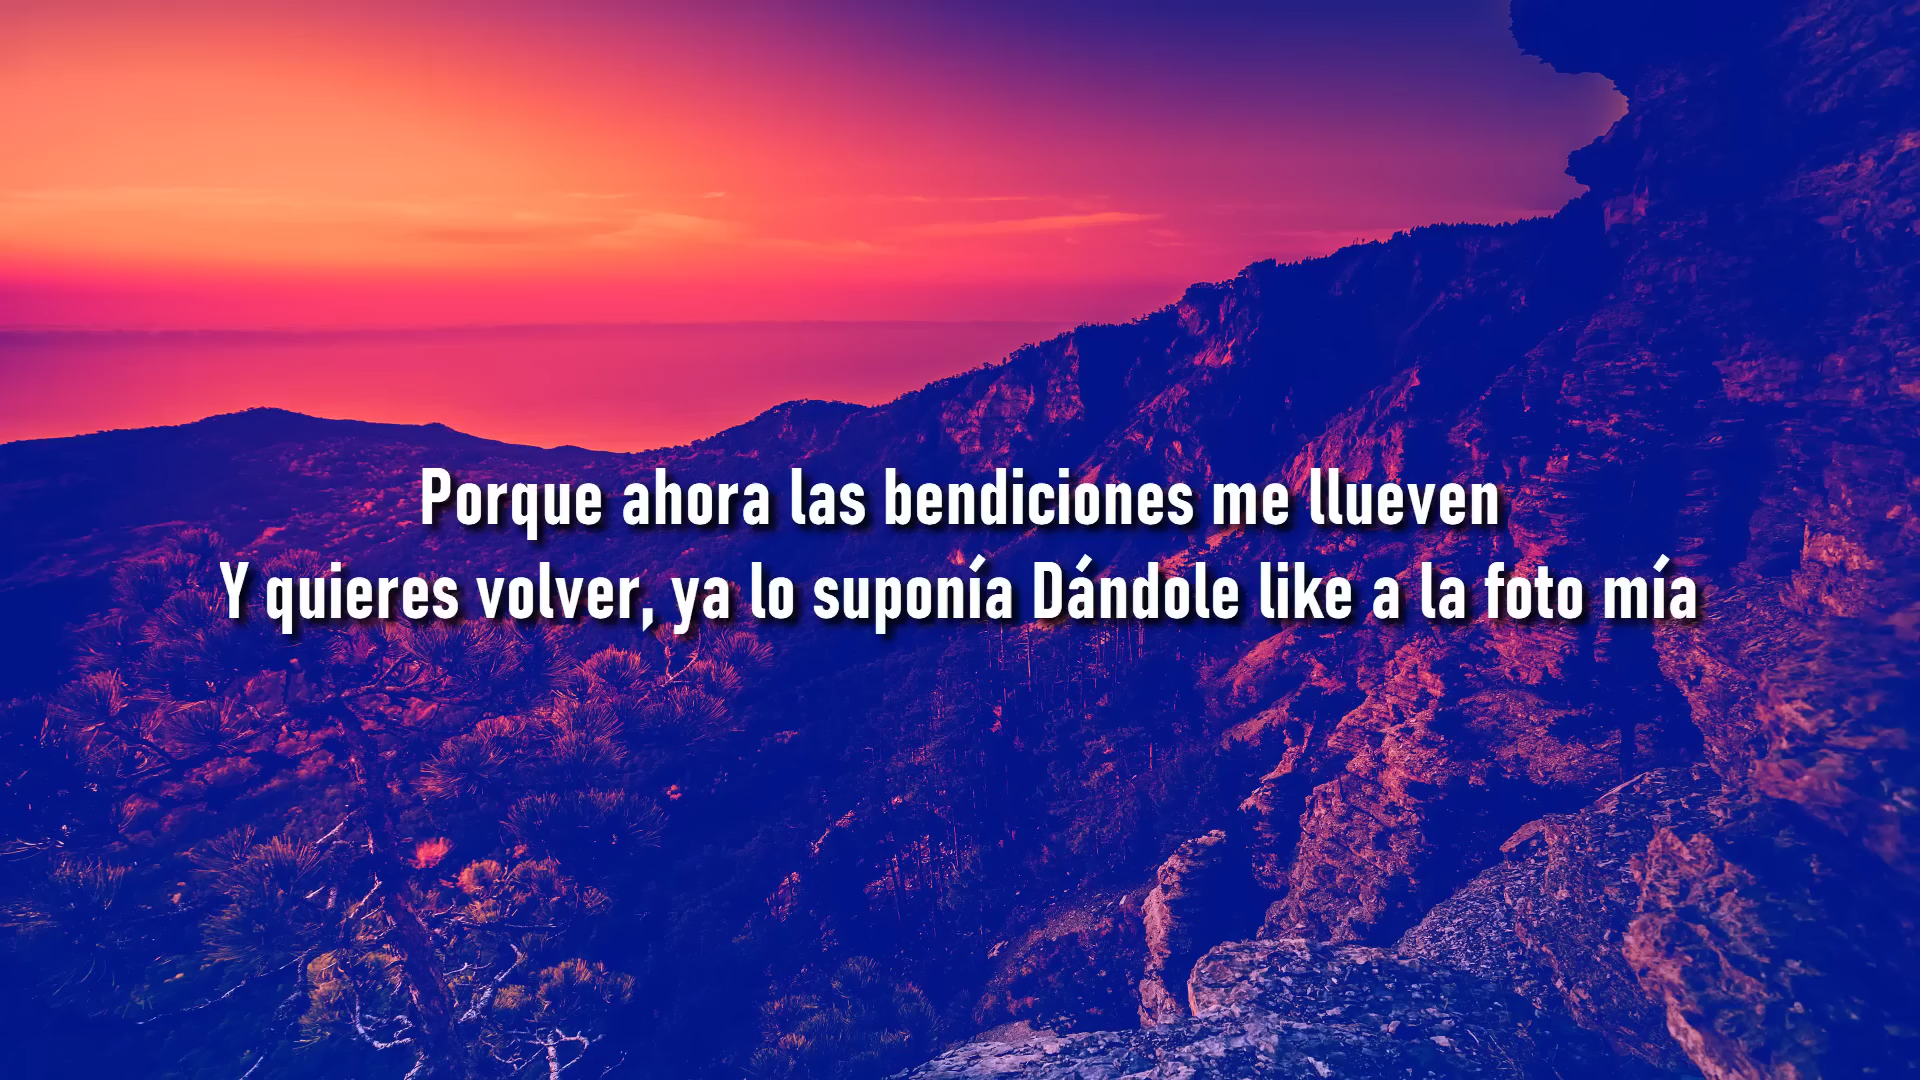 Porque ahora las bendiciones me llueven
Y quieres volver, ya lo suponía Dándole like a la foto mía